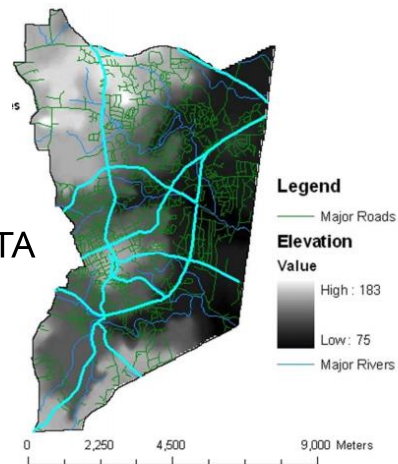 TA
Legend
Major Roads
Elevation
Value
High : 183
Low : 75
Major Rivers
0 2,250 4,500 9,000 Meters